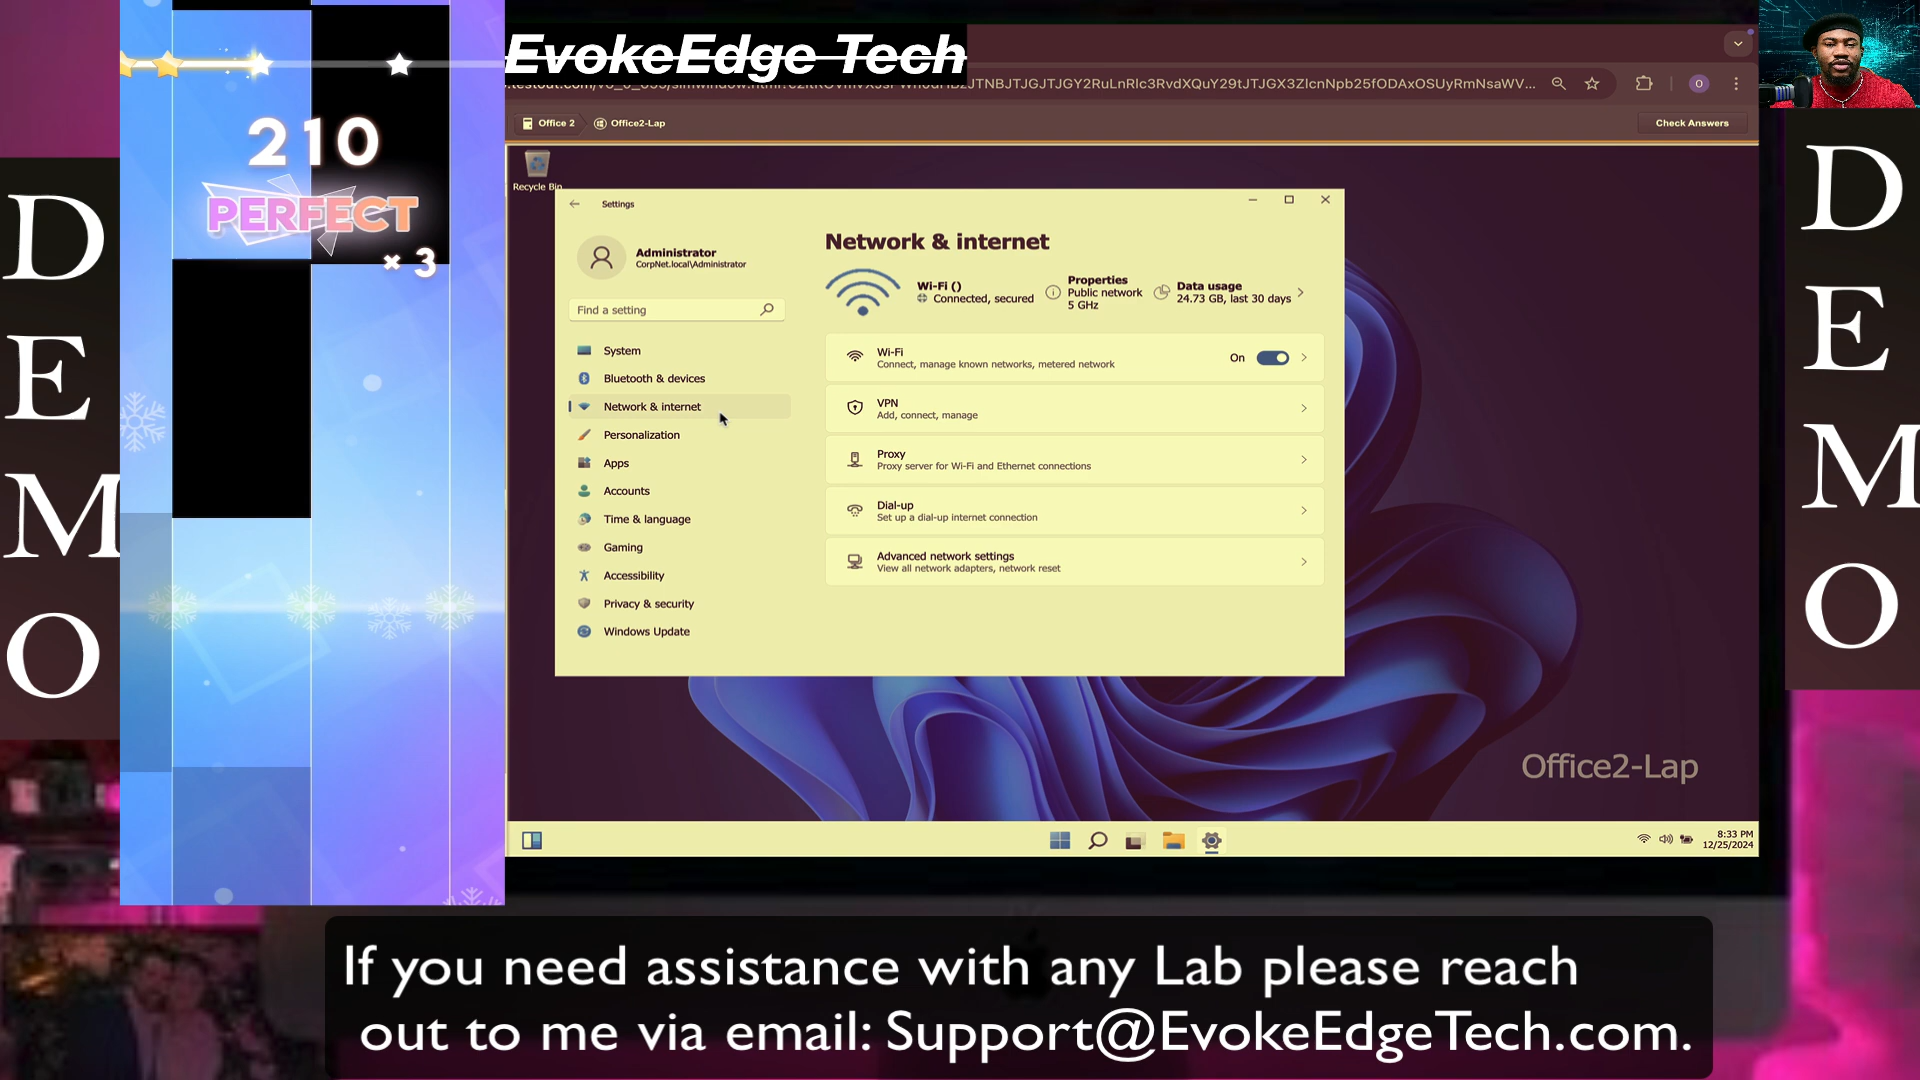 EvokeEdge Tech
210
PERFECT
× 3
DEMO
DEMO
Office 2
Office2-Lap
Check Answers
Recycle Bin
Settings
Administrator
CorpNet.local\Administrator
Find a setting
System
Bluetooth & devices
Network & internet
Personalization
Apps
Accounts
Time & language
Gaming
Accessibility
Privacy & security
Windows Update
Network & internet
Wi-Fi ()
Connected, secured
Properties
Public network
5 GHz
Data usage
24.73 GB, last 30 days
Wi-Fi
Connect, manage known networks, metered network
On
VPN
Add, connect, manage
Proxy
Proxy server for Wi-Fi and Ethernet connections
Dial-up
Set up a dial-up internet connection
Advanced network settings
View all network adapters, network reset
Office2-Lap
8:33 PM
12/25/2024
If you need assistance with any Lab please reach
out to me via email: Support@EvokeEdgeTech.com.